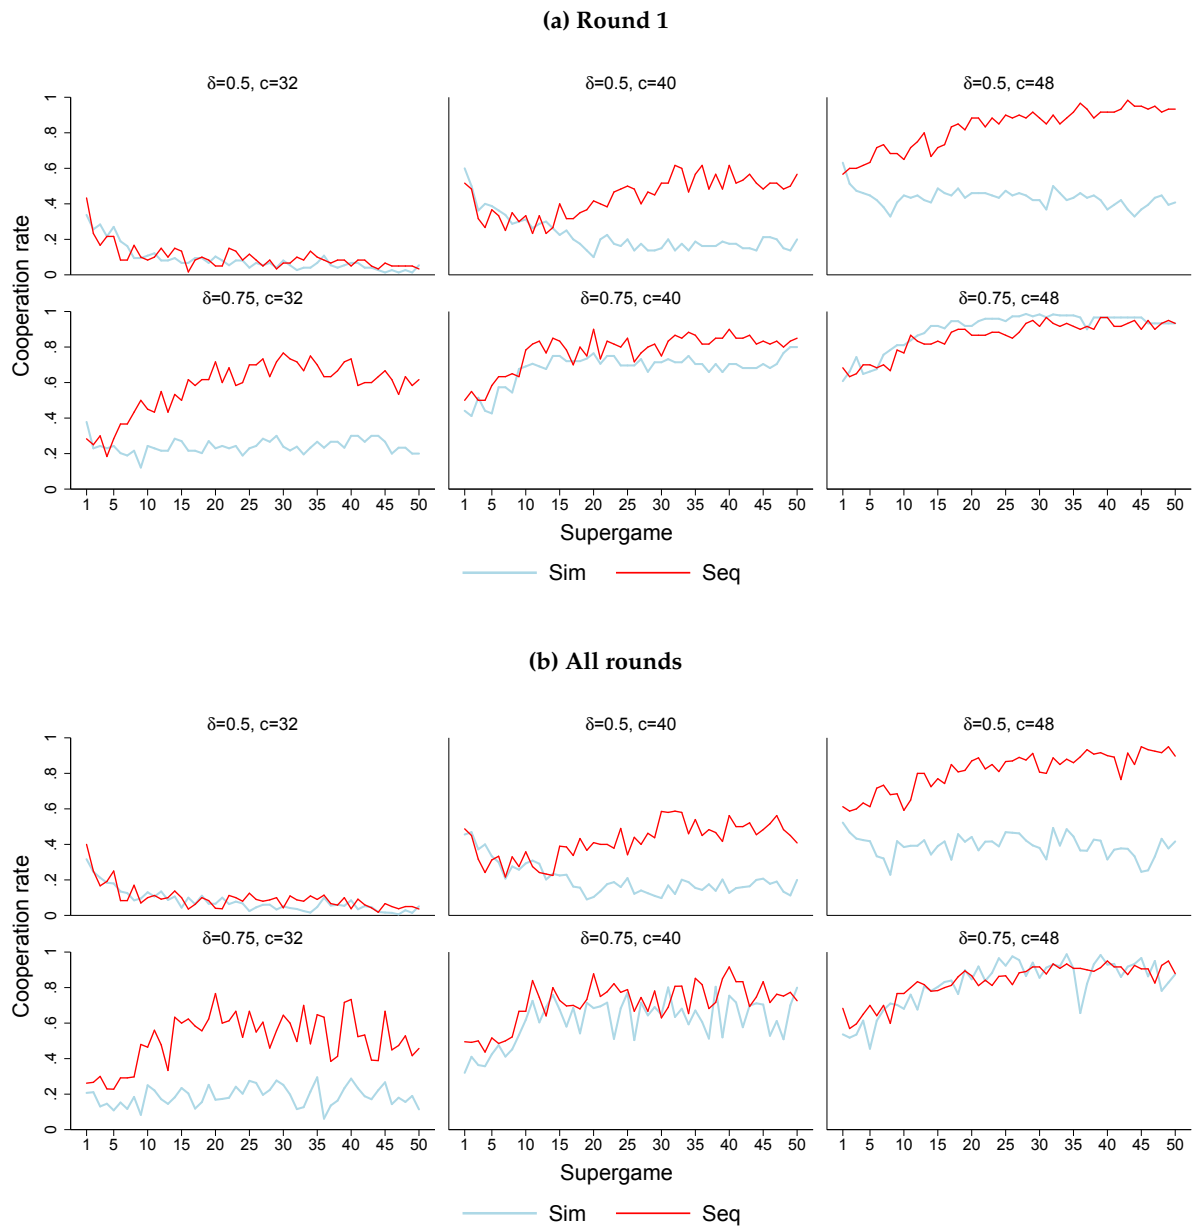 (a) Round 1
δ=0.5, c=32
δ=0.5, c=40
δ=0.5, c=48
Cooperation rate
0 .2 .4 .6 .8 1
δ=0.75, c=32
δ=0.75, c=40
δ=0.75, c=48
0 .2 .4 .6 .8 1
1 5 10 15 20 25 30 35 40 45 50
1 5 10 15 20 25 30 35 40 45 50
1 5 10 15 20 25 30 35 40 45 50
Supergame
Sim Seq
(b) All rounds
δ=0.5, c=32
δ=0.5, c=40
δ=0.5, c=48
Cooperation rate
0 .2 .4 .6 .8 1
δ=0.75, c=32
δ=0.75, c=40
δ=0.75, c=48
0 .2 .4 .6 .8 1
1 5 10 15 20 25 30 35 40 45 50
1 5 10 15 20 25 30 35 40 45 50
1 5 10 15 20 25 30 35 40 45 50
Supergame
Sim Seq